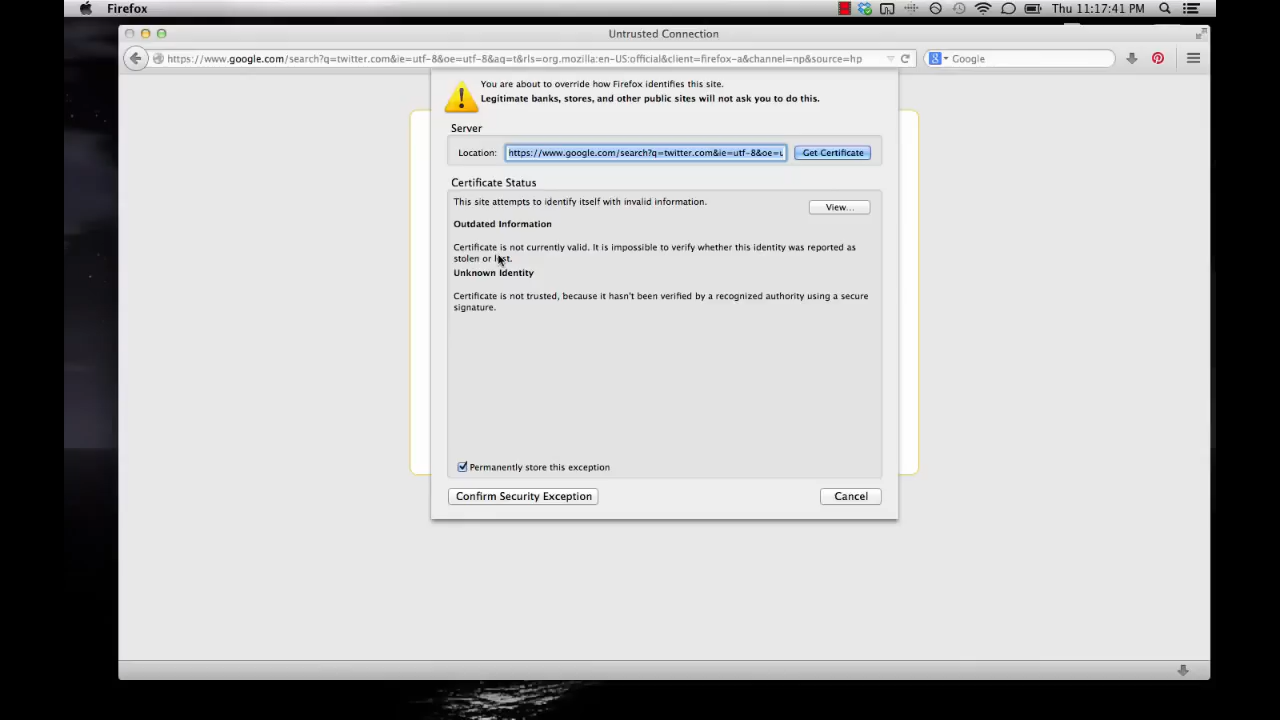 Firefox
Thu 11:17:41 PM
Untrusted Connection
https://www.google.com/search?q=twitter.com&ie=utf-8&oe=utf-8&aq=t&rls=org.mozilla:en-US:official&client=firefox-a&channel=np&source=hp
Google
You are about to override how Firefox identifies this site.
Legitimate banks, stores, and other public sites will not ask you to do this.
Server
Location: https://www.google.com/search?q=twitter.com&ie=utf-8&oe=u
Get Certificate
Certificate Status
This site attempts to identify itself with invalid information.
View...
Outdated Information
Certificate is not currently valid. It is impossible to verify whether this identity was reported as
stolen or lost.
Unknown Identity
Certificate is not trusted, because it hasn't been verified by a recognized authority using a secure
signature.
Permanently store this exception
Confirm Security Exception
Cancel